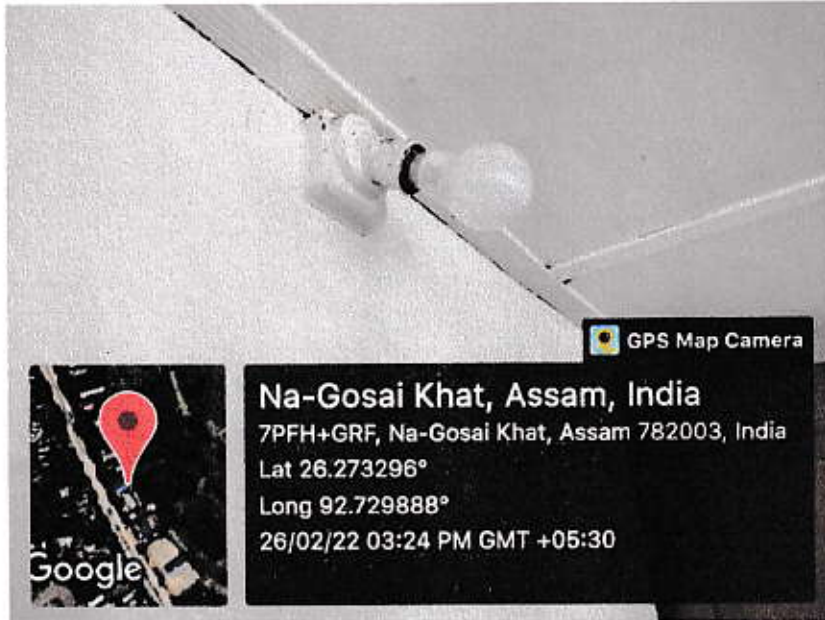 GPS Map Camera
Na-Gosai Khat, Assam, India
7PFH+GRF, Na-Gosai Khat, Assam 782003, India
Lat 26.273296°
Long 92.729888°
26/02/22 03:24 PM GMT +05:30
Google